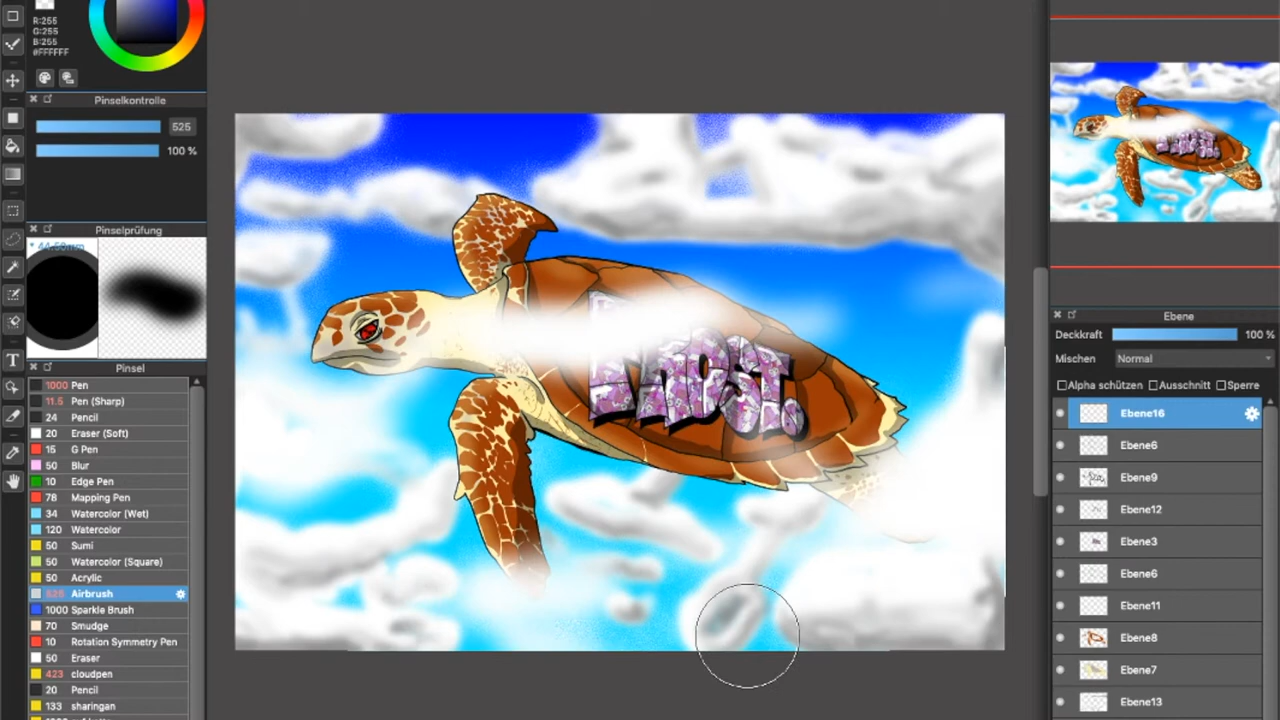 R:255
G:255
B:255
#FFFFFF
Pinselkontrolle
525
100 %
Pinselprüfung
Pinsel
1000 Pen
11.5 Pen (Sharp)
24 Pencil
20 Eraser (Soft)
15 G Pen
50 Blur
10 Edge Pen
78 Mapping Pen
34 Watercolor (Wet)
120 Watercolor
50 Sumi
50 Watercolor (Square)
50 Acrylic
Airbrush
1000 Sparkle Brush
70 Smudge
10 Rotation Symmetry Pen
50 Eraser
423 cloudpen
20 Pencil
133 sharingan
Ebene
Deckkraft 100 %
Mischen Normal
Alpha schützen Ausschnitt Sperre
Ebene16
Ebene6
Ebene9
Ebene12
Ebene3
Ebene6
Ebene11
Ebene8
Ebene7
Ebene13